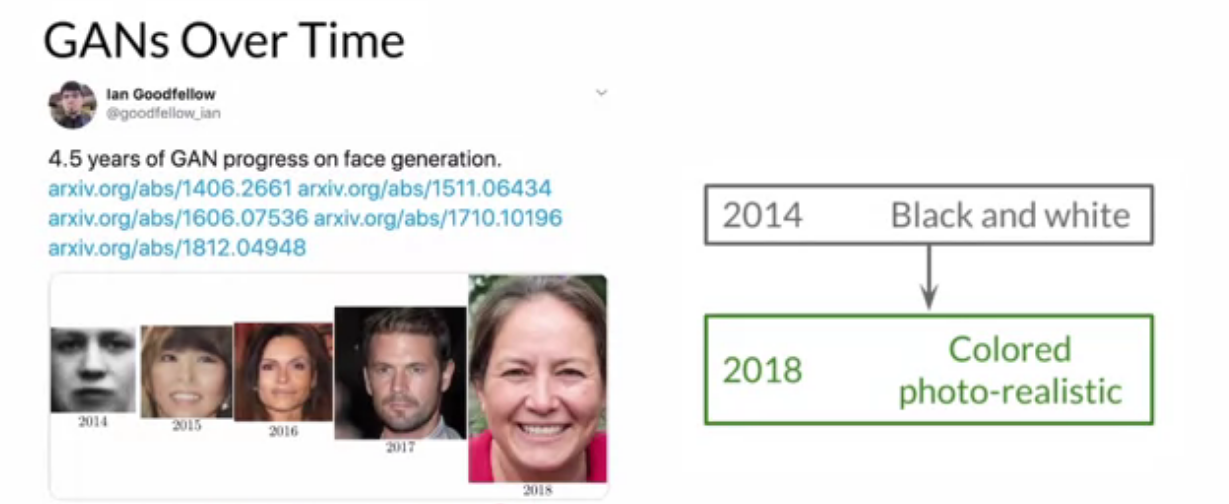 GANs Over Time
Ian Goodfellow
@goodfellow_ian
4.5 years of GAN progress on face generation.
arxiv.org/abs/1406.2661 arxiv.org/abs/1511.06434
arxiv.org/abs/1606.07536 arxiv.org/abs/1710.10196
arxiv.org/abs/1812.04948
2014
2015
2016
2017
2018
2014 Black and white
2018 Colored
photo-realistic